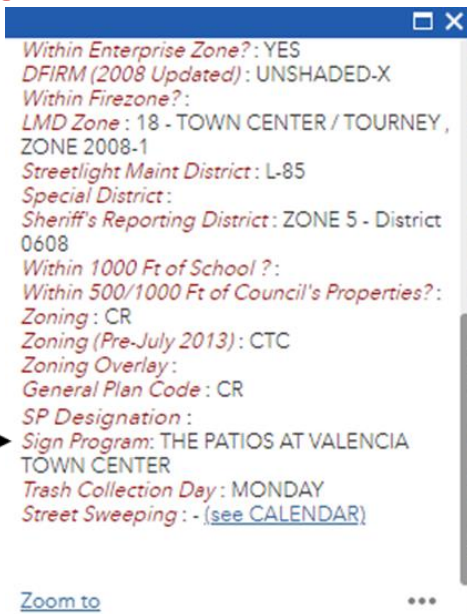 Within Enterprise Zone? : YES
DFIRM (2008 Updated) : UNSHADED-X
Within Firezone? :
LMD Zone : 18 - TOWN CENTER / TOURNEY ,
ZONE 2008-1
Streetlight Maint District : L-85
Special District :
Sheriff's Reporting District : ZONE 5 - District
0608
Within 1000 Ft of School ? :
Within 500/1000 Ft of Council's Properties? :
Zoning : CR
Zoning (Pre-July 2013) : CTC
Zoning Overlay :
General Plan Code : CR
SP Designation :
Sign Program: THE PATIOS AT VALENCIA
TOWN CENTER
Trash Collection Day : MONDAY
Street Sweeping : - (see CALENDAR)
Zoom to